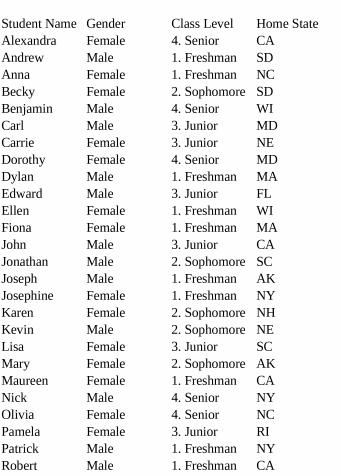 Student Name Gender Class Level Home State
Alexandra Female 4. Senior CA
Andrew Male 1. Freshman SD
Anna Female 1. Freshman NC
Becky Female 2. Sophomore SD
Benjamin Male 4. Senior WI
Carl Male 3. Junior MD
Carrie Female 3. Junior NE
Dorothy Female 4. Senior MD
Dylan Male 1. Freshman MA
Edward Male 3. Junior FL
Ellen Female 1. Freshman WI
Fiona Female 1. Freshman MA
John Male 3. Junior CA
Jonathan Male 2. Sophomore SC
Joseph Male 1. Freshman AK
Josephine Female 1. Freshman NY
Karen Female 2. Sophomore NH
Kevin Male 2. Sophomore NE
Lisa Female 3. Junior SC
Mary Female 2. Sophomore AK
Maureen Female 1. Freshman CA
Nick Male 4. Senior NY
Olivia Female 4. Senior NC
Pamela Female 3. Junior RI
Patrick Male 1. Freshman NY
Robert Male 1. Freshman CA